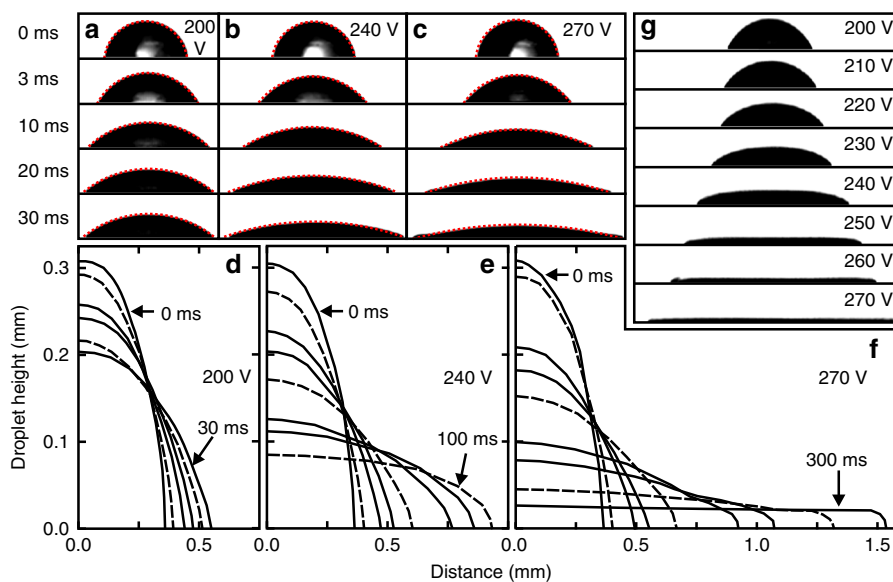 a 200 V
b 240 V
c 270 V
0 ms
3 ms
10 ms
20 ms
30 ms
g
200 V
210 V
220 V
230 V
240 V
250 V
260 V
270 V
Droplet height (mm)
0.3
0.2
0.1
0.0
d
0 ms
200 V
30 ms
0.0 0.5
e
0 ms
240 V
100 ms
0.0 0.5
f
0 ms
270 V
300 ms
0.0 0.5 1.0 1.5
Distance (mm)